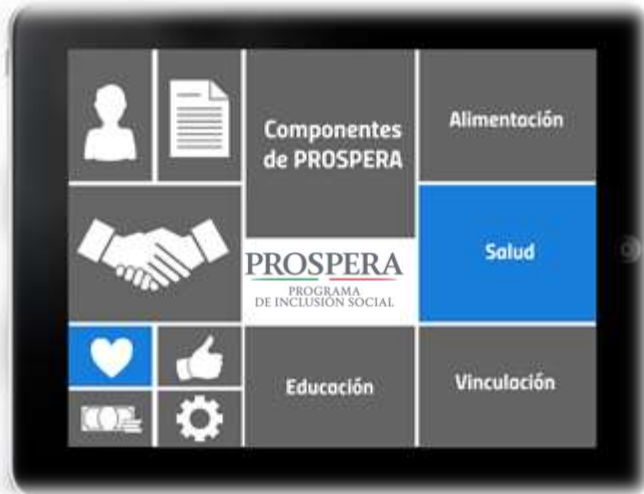 Componentes
de PROSPERA
Alimentación
Salud
PROSPERA
PROGRAMA
DE INCLUSIÓN SOCIAL
Educación
Vinculación